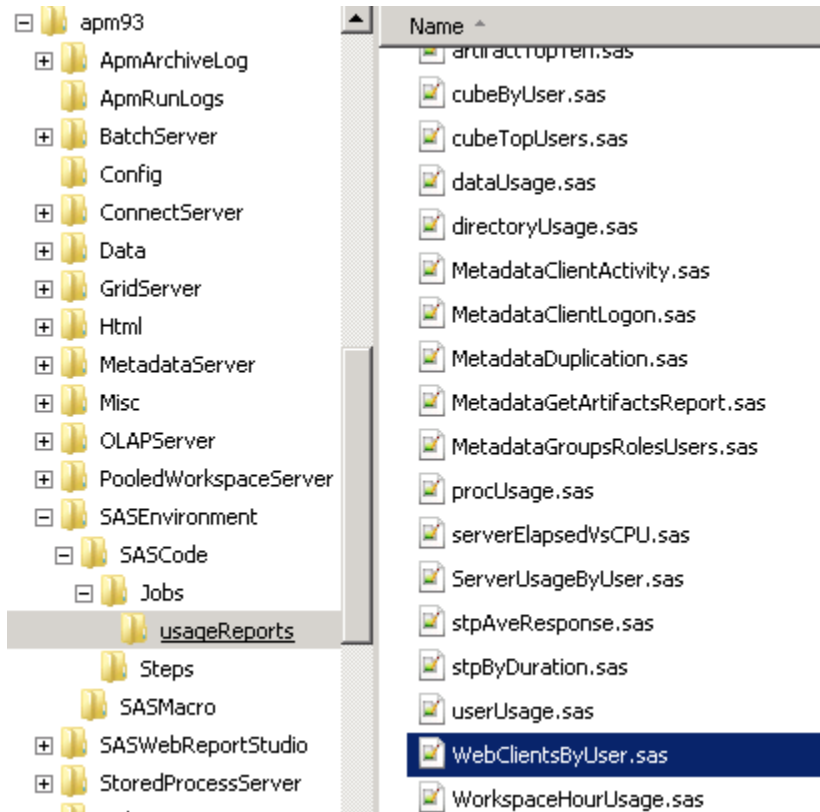 apm93
ApmArchiveLog
ApmRunLogs
BatchServer
Config
ConnectServer
Data
GridServer
Html
MetadataServer
Misc
OLAPServer
PooledWorkspaceServer
SASEnvironment
SASCode
Jobs
usageReports
Steps
SASMacro
SASWebReportStudio
StoredProcessServer
Name
artifactTopTen.sas
cubeByUser.sas
cubeTopUsers.sas
dataUsage.sas
directoryUsage.sas
MetadataClientActivity.sas
MetadataClientLogon.sas
MetadataDuplication.sas
MetadataGetArtifactsReport.sas
MetadataGroupsRolesUsers.sas
procUsage.sas
serverElapsedVsCPU.sas
ServerUsageByUser.sas
stpAveResponse.sas
stpByDuration.sas
userUsage.sas
WebClientsByUser.sas
WorkspaceHourUsage.sas